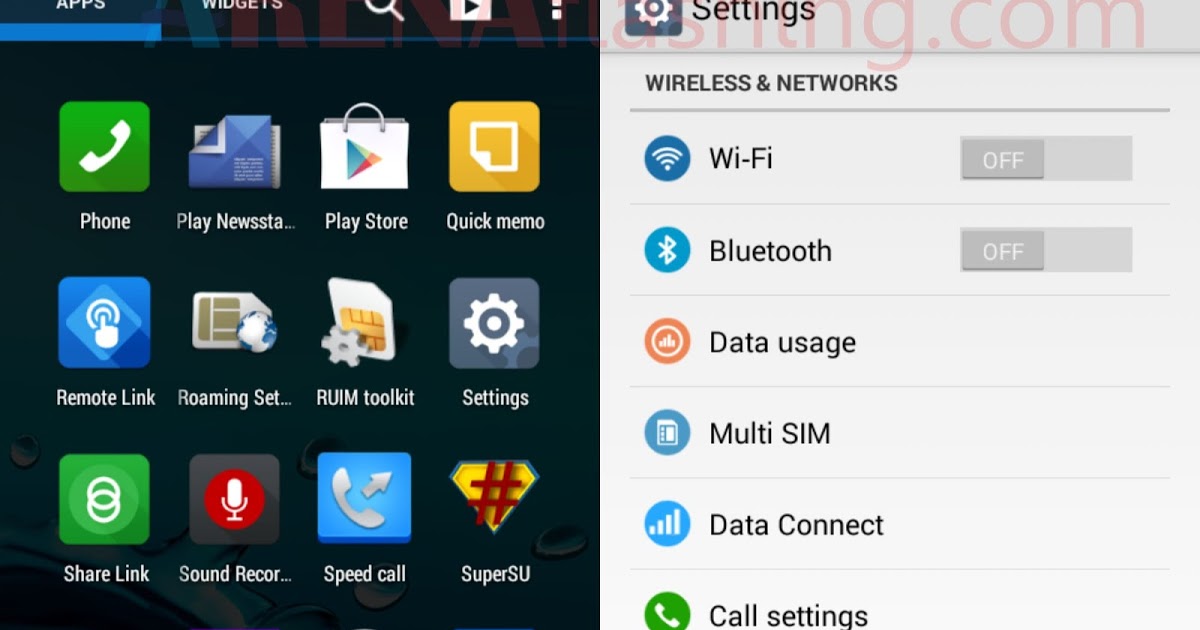 APPS WIDGETS
ARENAflashing.com
Phone Play Newssta... Play Store Quick memo
Remote Link Roaming Set... RUIM toolkit Settings
Share Link Sound Recor... Speed call SuperSU
Settings
WIRELESS & NETWORKS
Wi-Fi OFF
Bluetooth OFF
Data usage
Multi SIM
Data Connect
Call settings